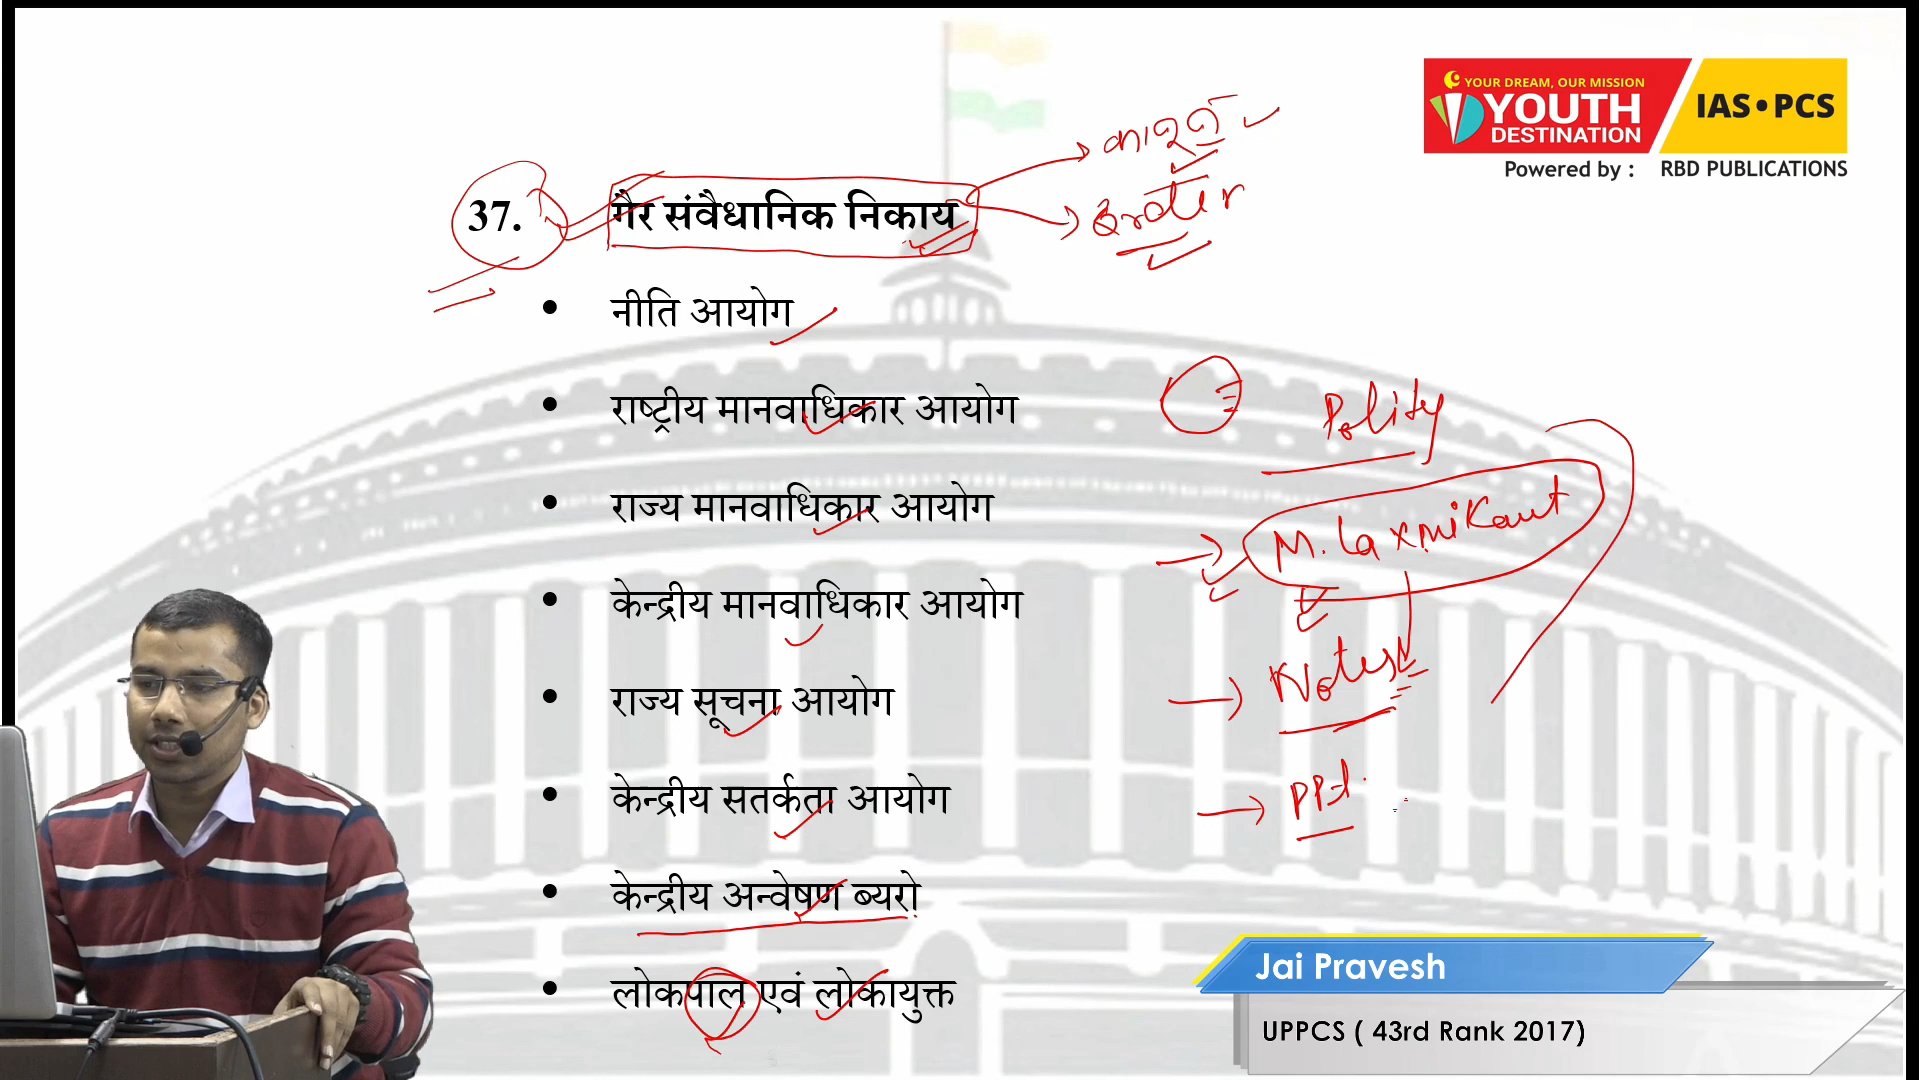 YOUR DREAM, OUR MISSION
YOUTH
DESTINATION
IAS•PCS
Powered by : RBD PUBLICATIONS
37. गैर संवैधानिक निकाय
• नीति आयोग
• राष्ट्रीय मानवाधिकार आयोग
• राज्य मानवाधिकार आयोग
• केन्द्रीय मानवाधिकार आयोग
• राज्य सूचना आयोग
• केन्द्रीय सतर्कता आयोग
• केन्द्रीय अन्वेषण ब्यरो
• लोकपाल एवं लोकायुक्त
Polity
M. Laxmikant
Notes
Jai Pravesh
UPPCS ( 43rd Rank 2017)